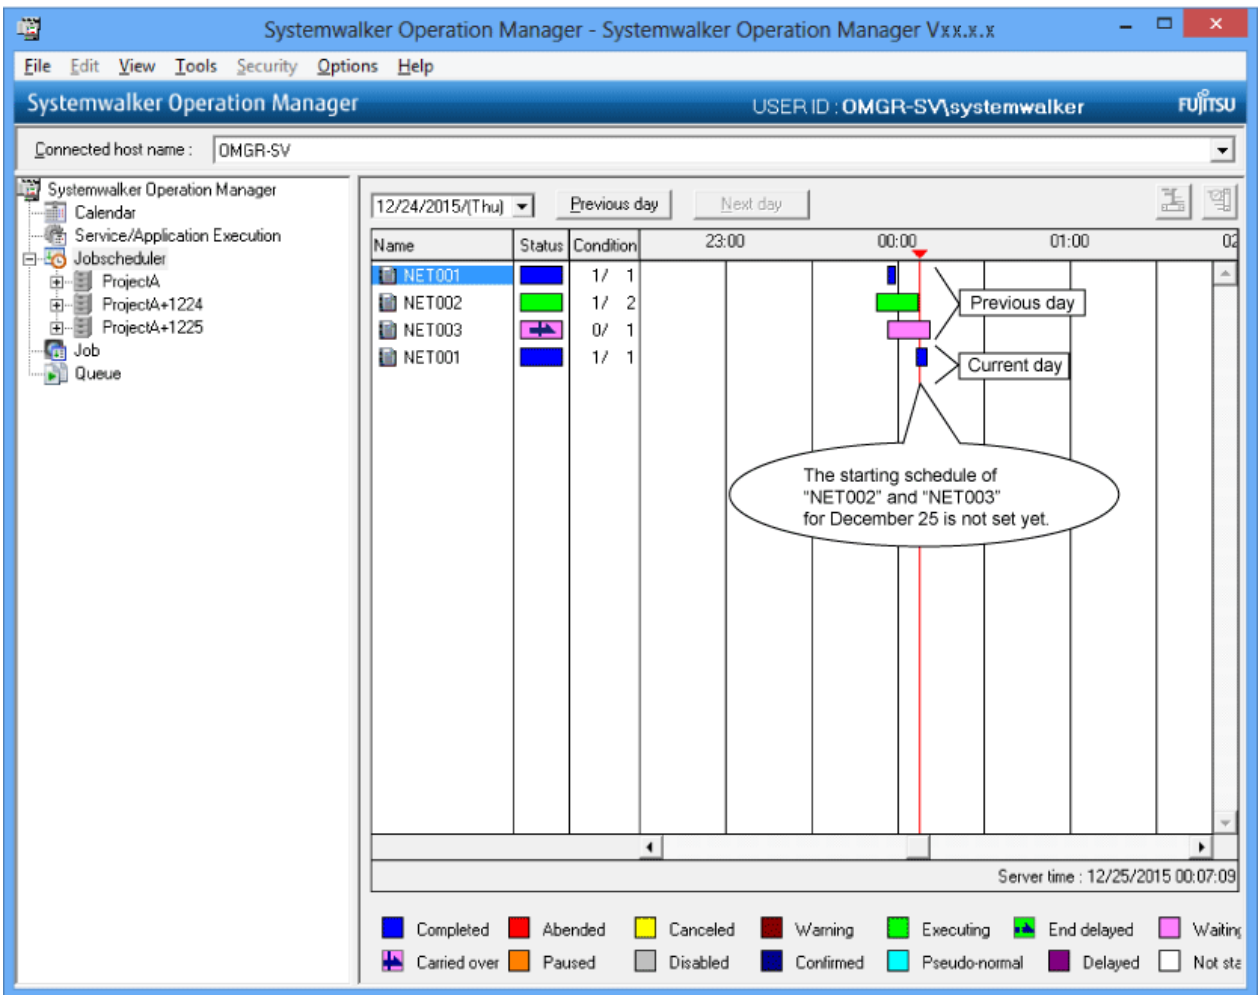 Systemwalker Operation Manager - Systemwalker Operation Manager Vxx.x.x
File Edit View Tools Security Options Help
Systemwalker Operation Manager USER ID : OMGR-SV\systemwalker FUJITSU
Connected host name : OMGR-SV
Systemwalker Operation Manager
Calendar
Service/Application Execution
Jobscheduler
ProjectA
ProjectA+1224
ProjectA+1225
Job
Queue
12/24/2015/(Thu) Previous day Next day
Name Status Condition 23:00 00:00 01:00 02
NET001 1/ 1
NET002 1/ 2
NET003 0/ 1
NET001 1/ 1
Previous day
Current day
The starting schedule of
“NET002” and “NET003”
for December 25 is not set yet.
Server time : 12/25/2015 00:07:09
Completed Abended Canceled Warning Executing End delayed Waiting
Carried over Paused Disabled Confirmed Pseudo-normal Delayed Not sta